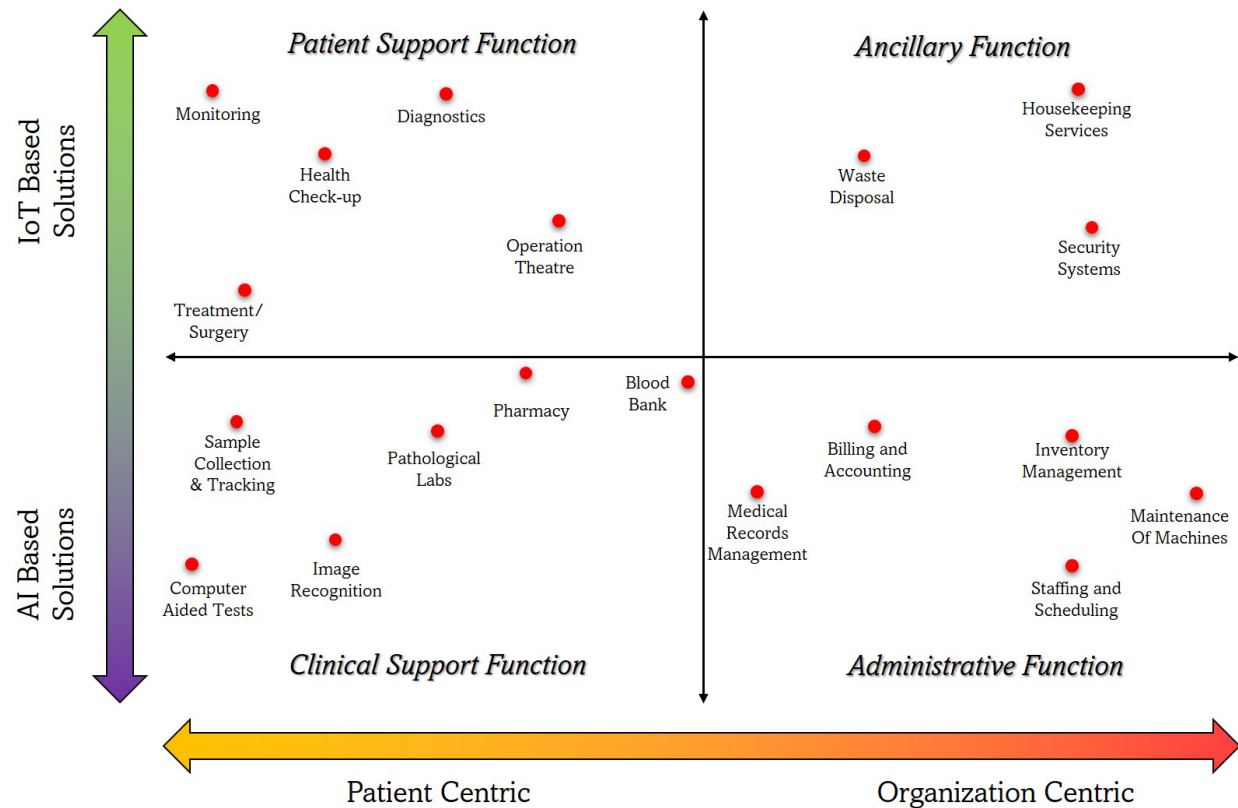 Patient Support Function
Ancillary Function
IoT Based
Solutions
Monitoring
Diagnostics
Health
Check-up
Operation
Theatre
Treatment/
Surgery
Housekeeping
Services
Waste
Disposal
Security
Systems
AI Based
Solutions
Pharmacy
Blood
Bank
Sample
Collection
& Tracking
Pathological
Labs
Computer
Aided Tests
Image
Recognition
Billing and
Accounting
Inventory
Management
Medical
Records
Management
Maintenance
Of Machines
Staffing and
Scheduling
Clinical Support Function
Administrative Function
Patient Centric
Organization Centric